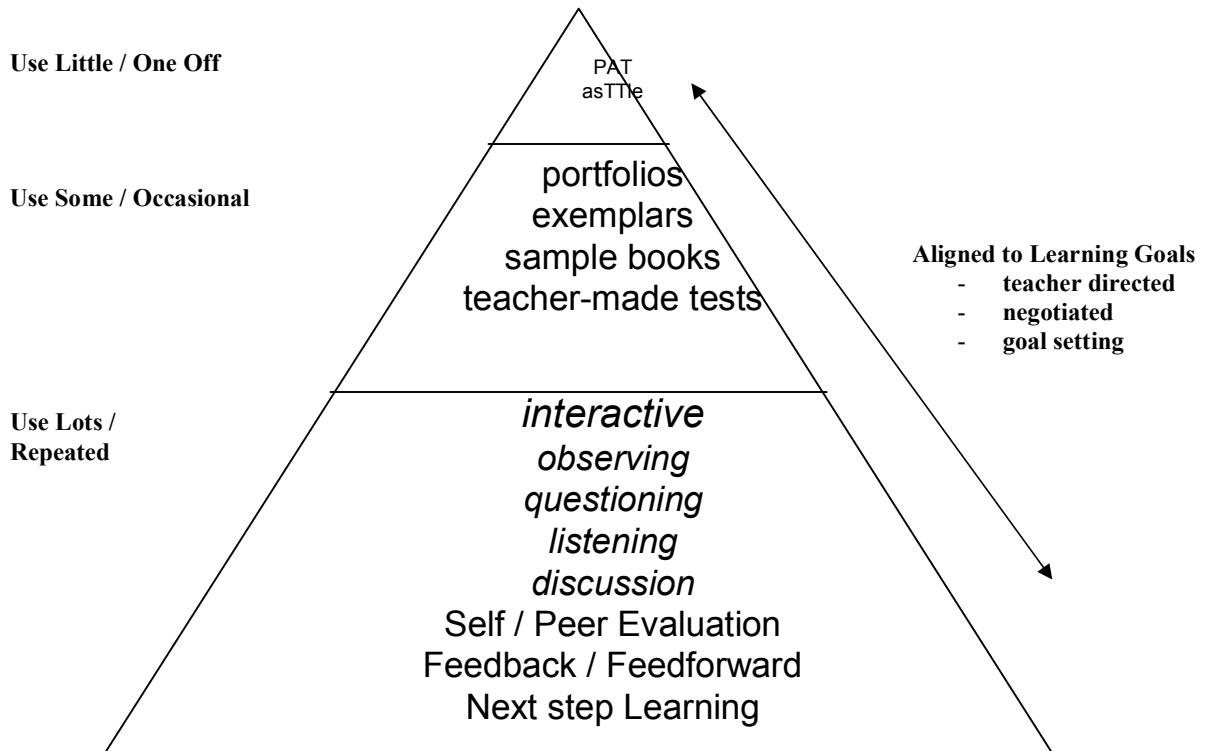 Use Little / One Off
PAT
asTTle
Use Some / Occasional
portfolios
exemplars
sample books
teacher-made tests
Aligned to Learning Goals
- teacher directed
- negotiated
- goal setting
Use Lots /
Repeated
interactive
observing
questioning
listening
discussion
Self / Peer Evaluation
Feedback / Feedforward
Next step Learning